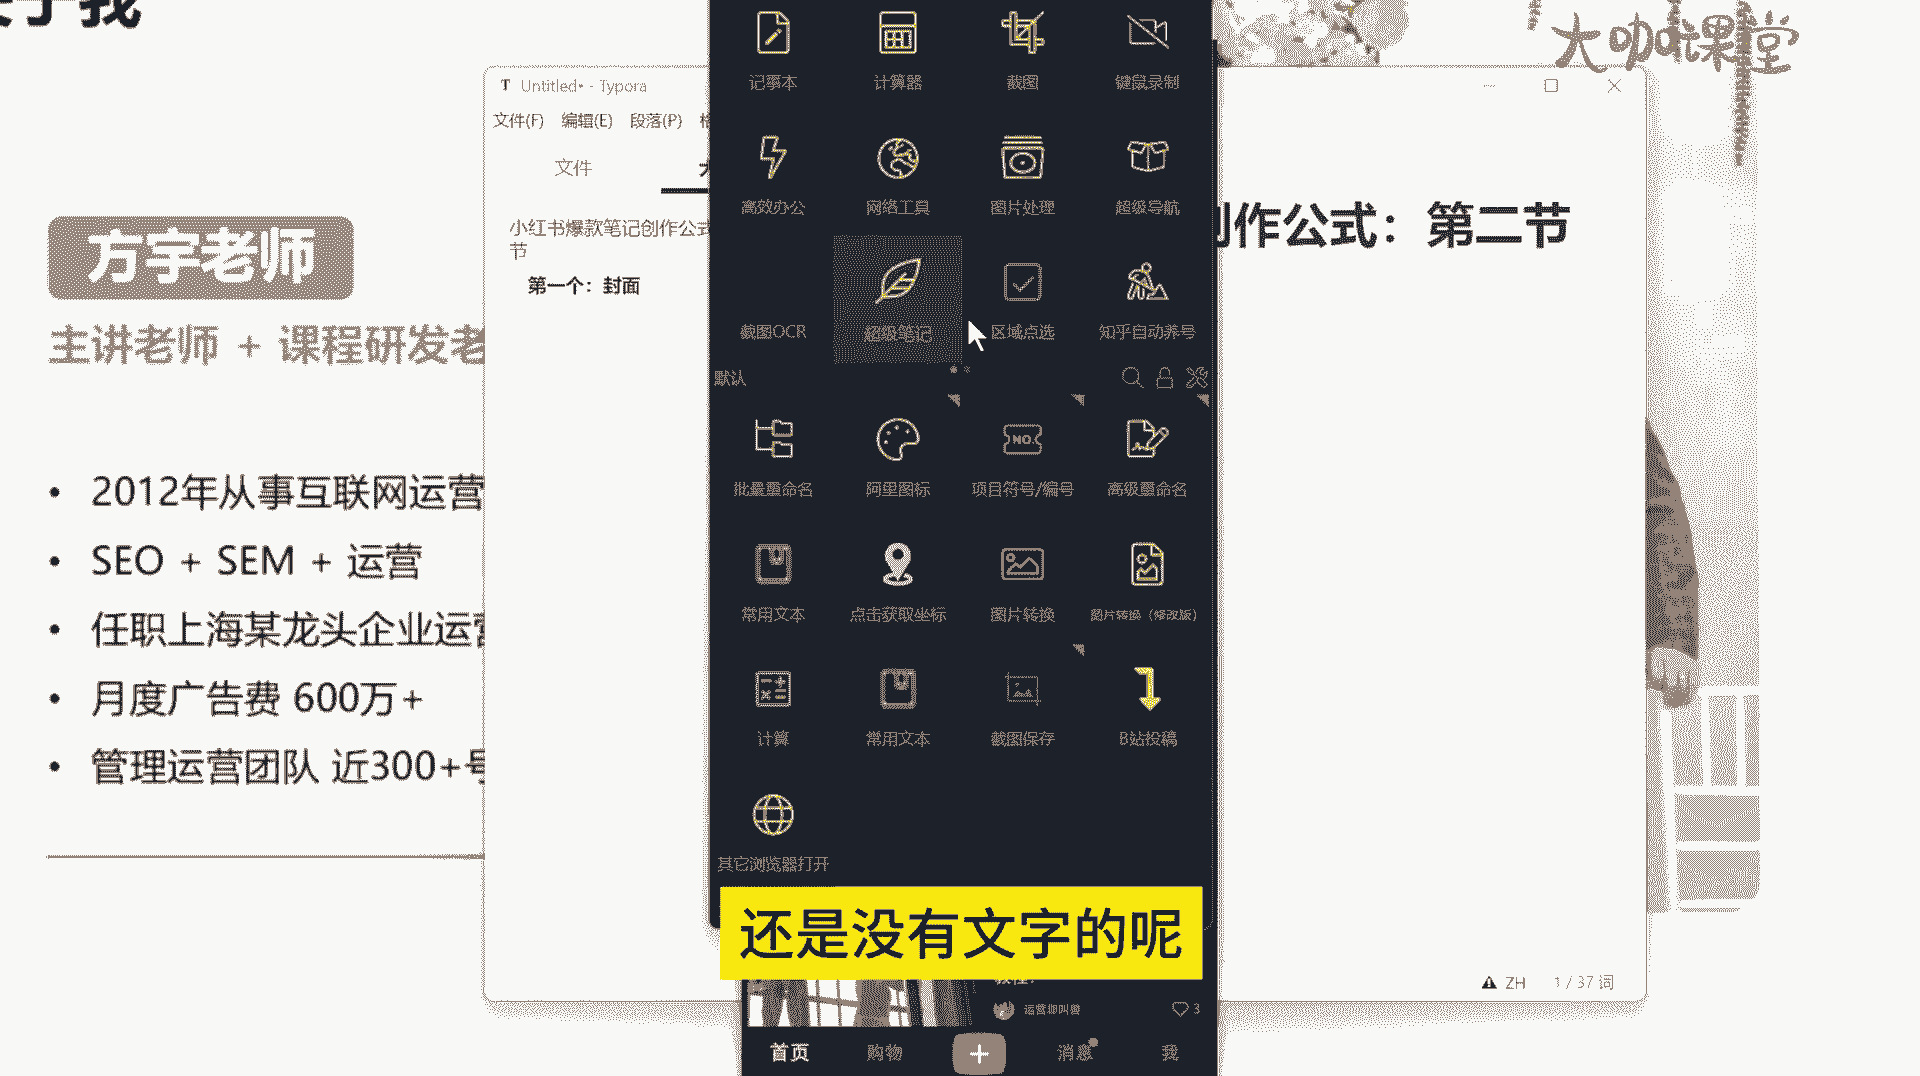 大咖课堂
方宇老师
主讲老师 + 课程研发老
2012年从事互联网运营
SEO + SEM + 运营
任职上海某龙头企业运营
月度广告费 600万+
管理运营团队 近300+号
T Untitled• - Typora
文件(F) 编辑(E) 段落(P)
文件
小红书爆款笔记创作公式
节
第一个：封面
创作公式：第二节
记事本 计算器 截图 键鼠录制
高效办公 网络工具 图片处理 超级导航
截图OCR 超级笔记 区域点选 知乎自动养号
默认
NO.
批量重命名 阿里图标 项目符号/编号 高级重命名
常用文本 点击获取坐标 图片转换 图片转换（修改版）
计算 常用文本 截图保存 B站投稿
其它浏览器打开
还是没有文字的呢
运营即叫兽 3
首页 购物 + 消息 我
ZH 1 / 37 词